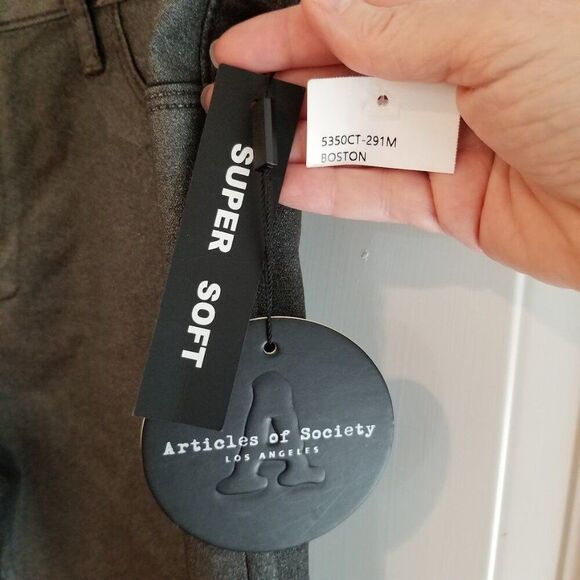 5350CT-291M
BOSTON
SUPER SOFT
A
Articles of Society
LOS ANGELES